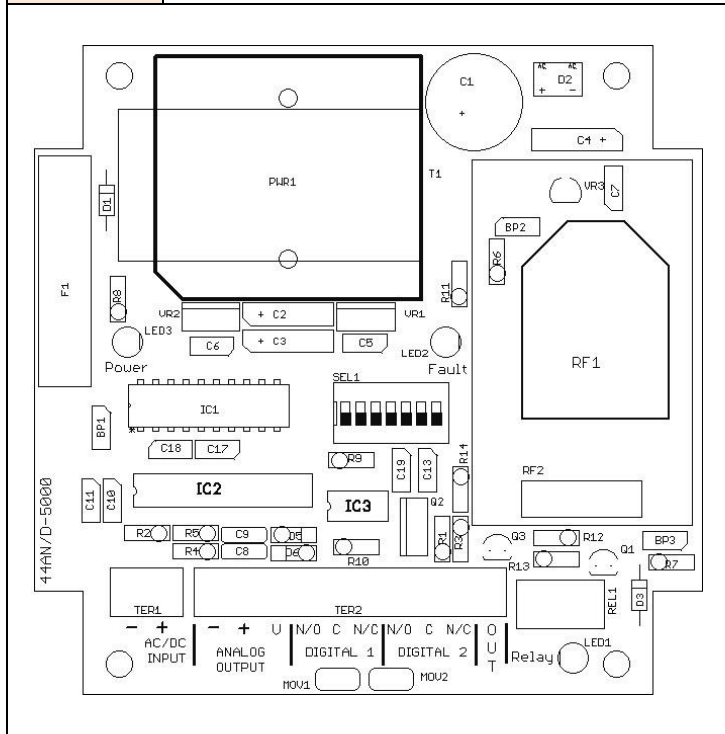 C1
+
AC AC
D2
+ -
C4 +
PWR1
T1
VR3
C7
D1
BP2
R6
F1
R8
R11
VR2
+ C2
VR1
LED3
+ C3
C6
C5
LED2
Power
Fault
RF1
SEL1
IC1
BP1
*
C18
C17
R9
C19
C13
R14
RF2
C11
C10
IC2
IC3
Q2
44AN/D-5000
R2
R5
C9
D5
R4
C8
D6
R10
R1
R3
Q3
R12
R13
Q1
BP3
R7
TER1
TER2
REL1
D3
- +
AC/DC
INPUT
- + V
ANALOG
OUTPUT
N/O C N/C
DIGITAL 1
N/O C N/C
DIGITAL 2
OUT
Relay
LED1
MOV1
MOV2